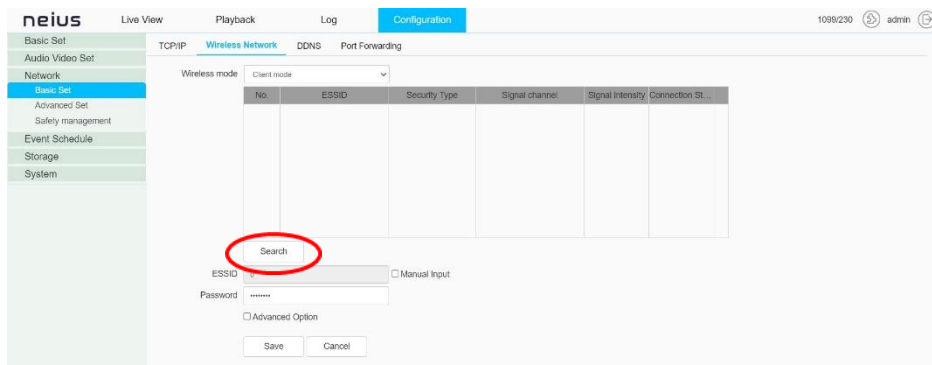 neius Live View Playback Log Configuration 1099/230 admin
Basic Set
Audio Video Set
Network
Basic Set
Advanced Set
Safety management
Event Schedule
Storage
System
TCP/IP Wireless Network DDNS Port Forwarding
Wireless mode Client mode
No. ESSID Security Type Signal channel Signal Intensity Connection St...
Search
ESSID Manual Input
Password ••••••••
Advanced Option
Save Cancel